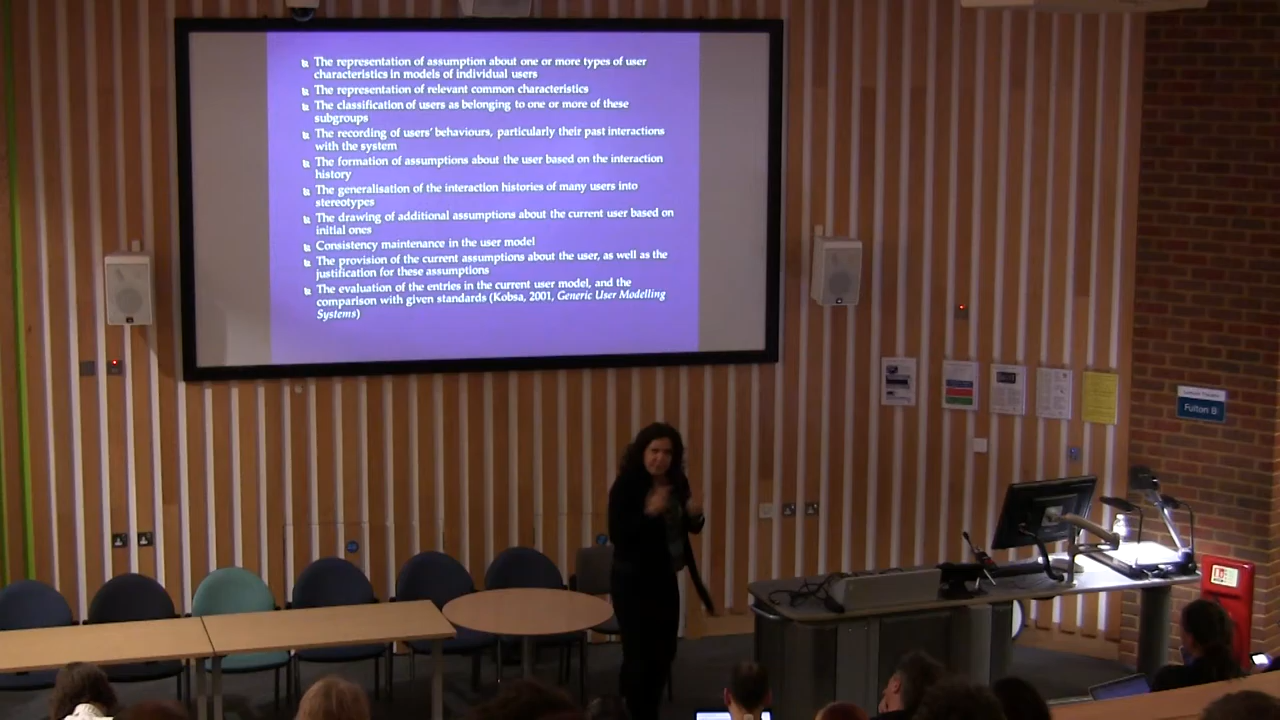 The representation of assumption about one or more types of user
characteristics in models of individual users
The representation of relevant common characteristics
The classification of users as belonging to one or more of these
subgroups
The recording of users' behaviours, particularly their past interactions
with the system
The formation of assumptions about the user based on the interaction
history
The generalisation of the interaction histories of many users into
stereotypes
The drawing of additional assumptions about the current user based on
initial ones
Consistency maintenance in the user model
The provision of the current assumptions about the user, as well as the
justification for these assumptions
The evaluation of the entries in the current user model, and the
comparison with given standards (Kobsa, 2001, Generic User Modelling
Systems)
Fulton B